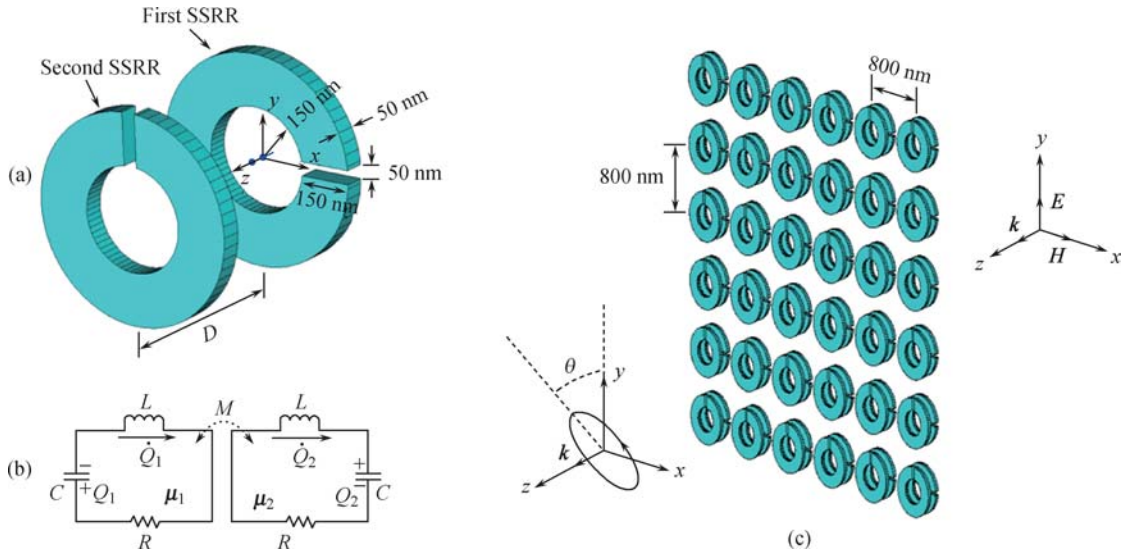 First SSRR
Second SSRR
y
150 nm
50 nm
x
z
50 nm
150 nm
(a)
D
L
M
L
Q̇1
Q̇2
C
−
+
Q1
μ1
μ2
+
−
Q2
C
(b)
R
R
800 nm
800 nm
y
E
k
z
H
x
θ
y
k
z
x
(c)